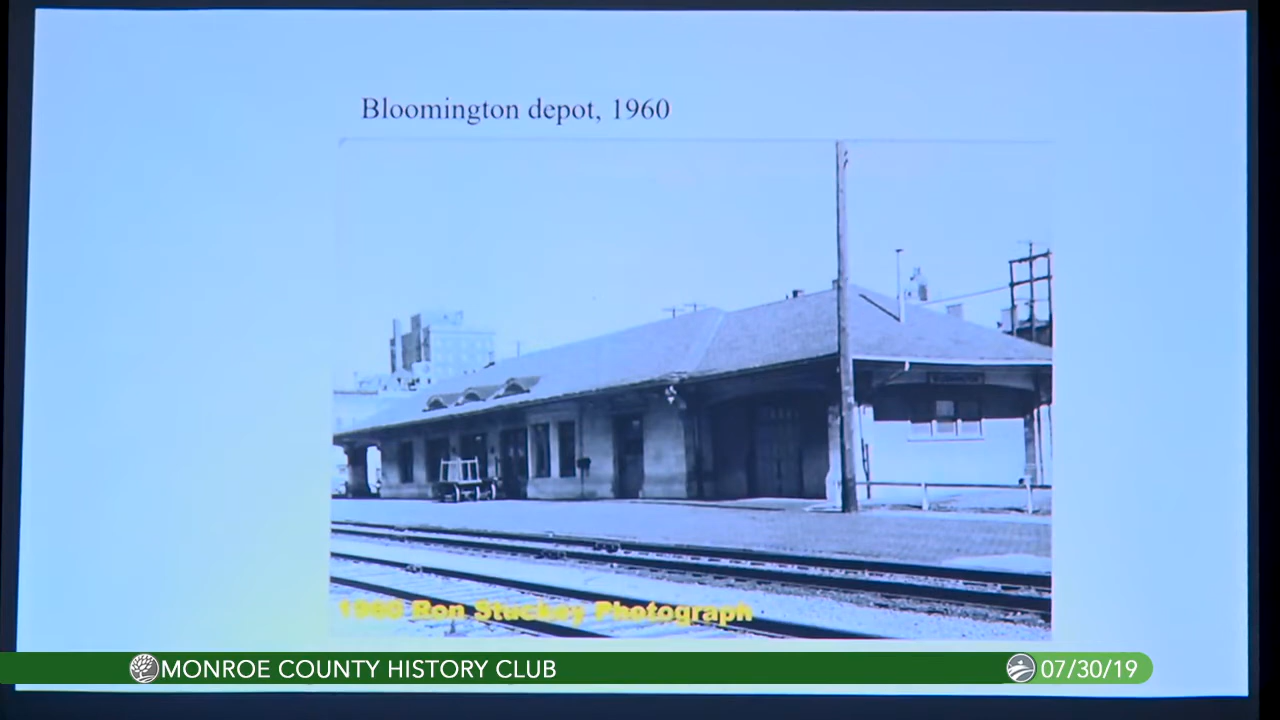 Bloomington depot, 1960
1960 Ron Stuckey Photograph
MONROE COUNTY HISTORY CLUB
07/30/19